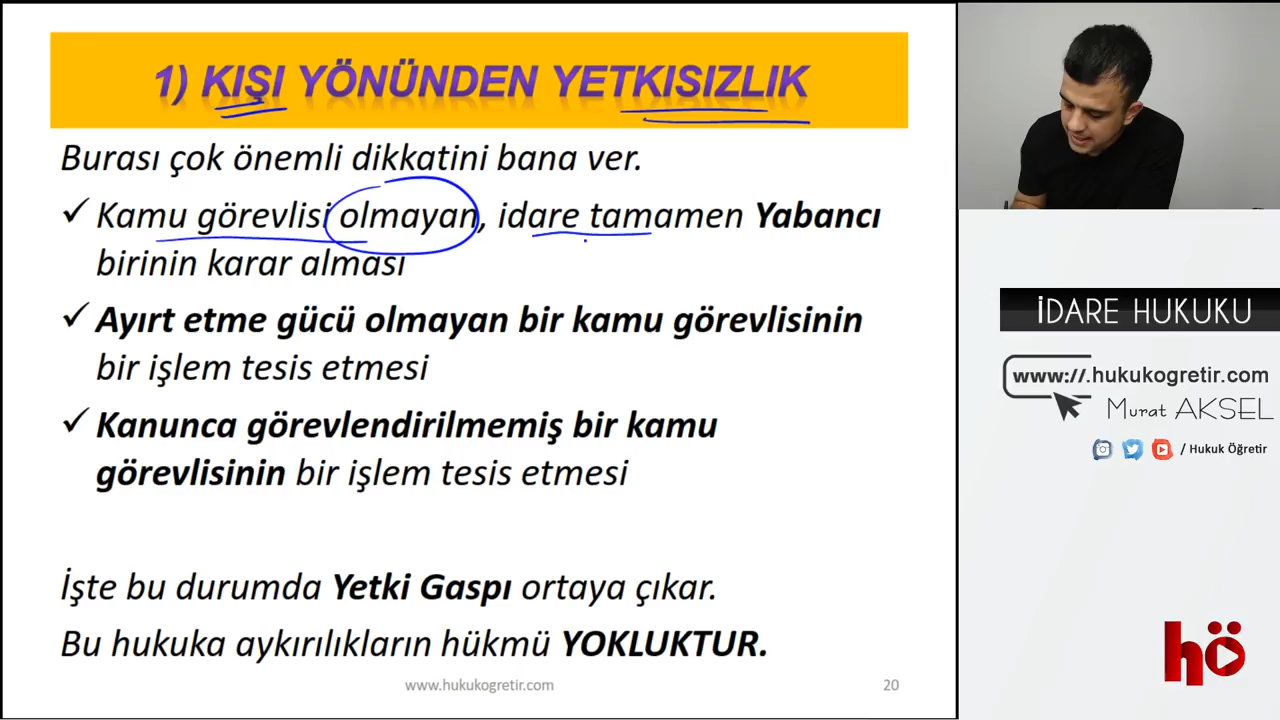 1) KIŞI YÖNÜNDEN YETKISIZLIK
Burası çok önemli dikkatini bana ver.
✓ Kamu görevlisi olmayan, idare tamamen Yabancı
birinin karar alması
✓ Ayırt etme gücü olmayan bir kamu görevlisinin
bir işlem tesis etmesi
✓ Kanunca görevlendirilmemiş bir kamu
görevlisinin bir işlem tesis etmesi
İşte bu durumda Yetki Gaspı ortaya çıkar.
Bu hukuka aykırılıkların hükmü YOKLUKTUR.
www.hukukogretir.com
20
İDARE HUKUKU
www://.hukukogretir.com
Murat AKSEL
/ Hukuk Öğretir
hö